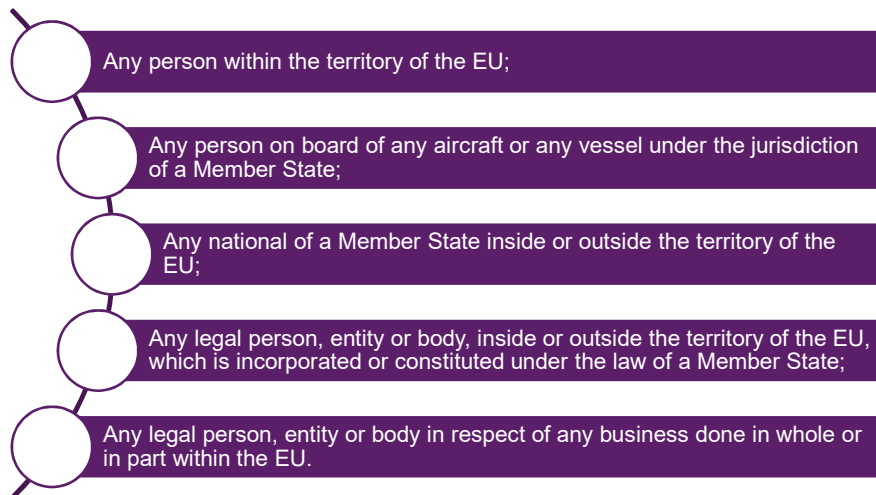 Any person within the territory of the EU;
Any person on board of any aircraft or any vessel under the jurisdiction
of a Member State;
Any national of a Member State inside or outside the territory of the
EU;
Any legal person, entity or body, inside or outside the territory of the EU,
which is incorporated or constituted under the law of a Member State;
Any legal person, entity or body in respect of any business done in whole or
in part within the EU.